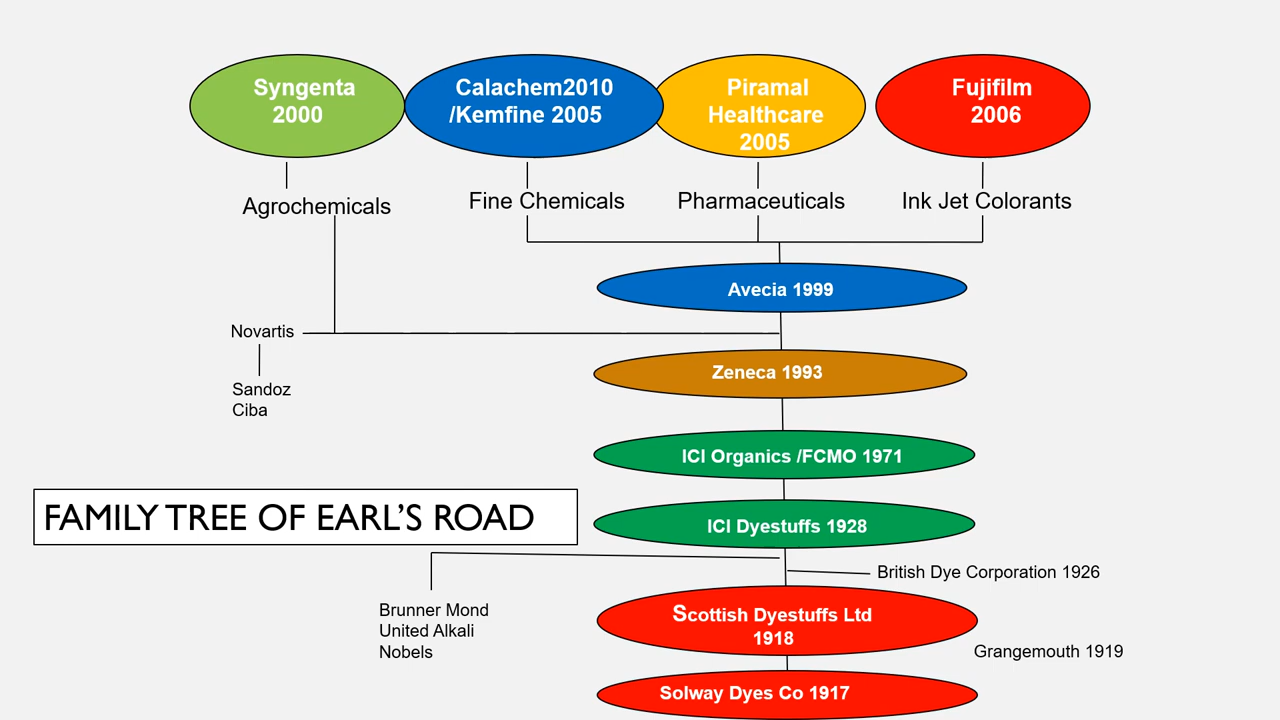 Syngenta
2000
Calachem2010
/Kemfine 2005
Piramal
Healthcare
2005
Fujifilm
2006
Agrochemicals
Fine Chemicals
Pharmaceuticals
Ink Jet Colorants
Avecia 1999
Novartis
Zeneca 1993
Sandoz
Ciba
ICI Organics /FCMO 1971
FAMILY TREE OF EARL’S ROAD
ICI Dyestuffs 1928
British Dye Corporation 1926
Brunner Mond
United Alkali
Nobels
Scottish Dyestuffs Ltd
1918
Grangemouth 1919
Solway Dyes Co 1917